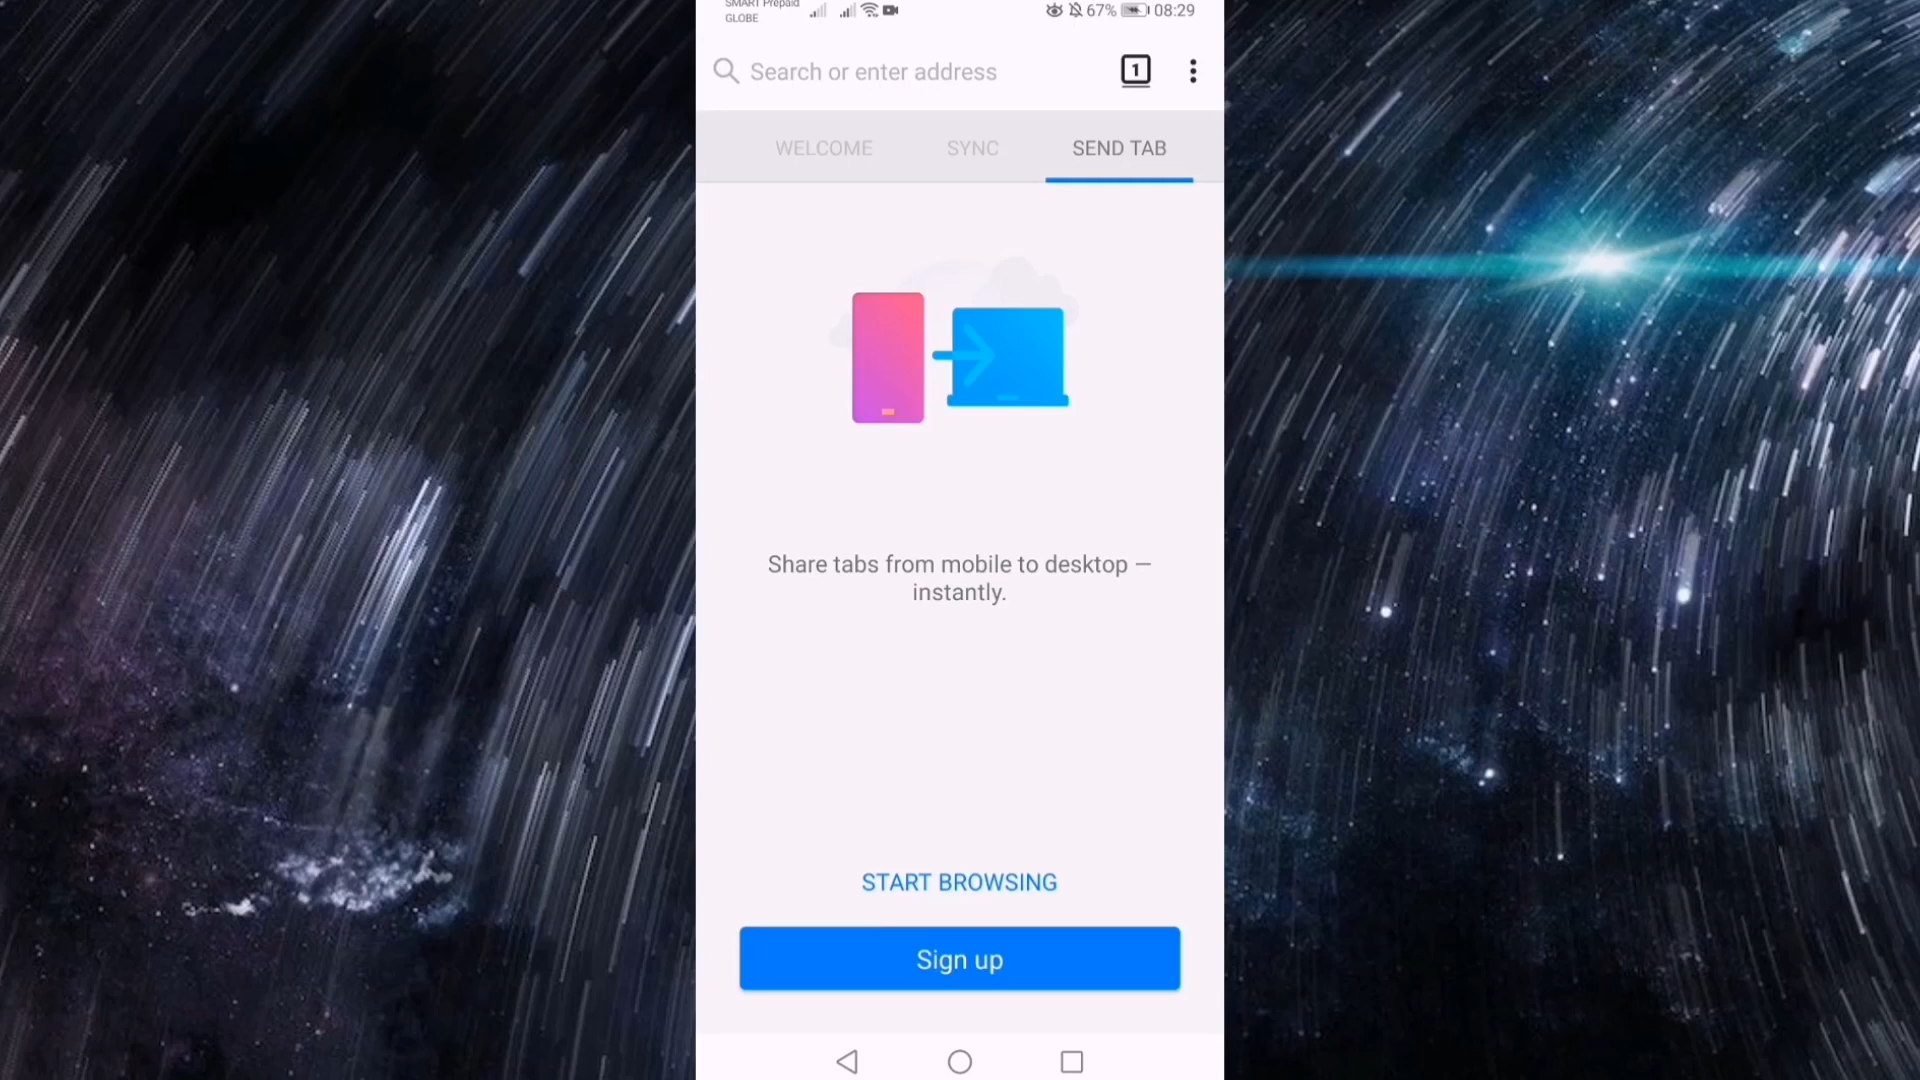 SMART Prepaid
GLOBE
67% 08:29
Search or enter address
1
WELCOME SYNC SEND TAB
Share tabs from mobile to desktop —
instantly.
START BROWSING
Sign up